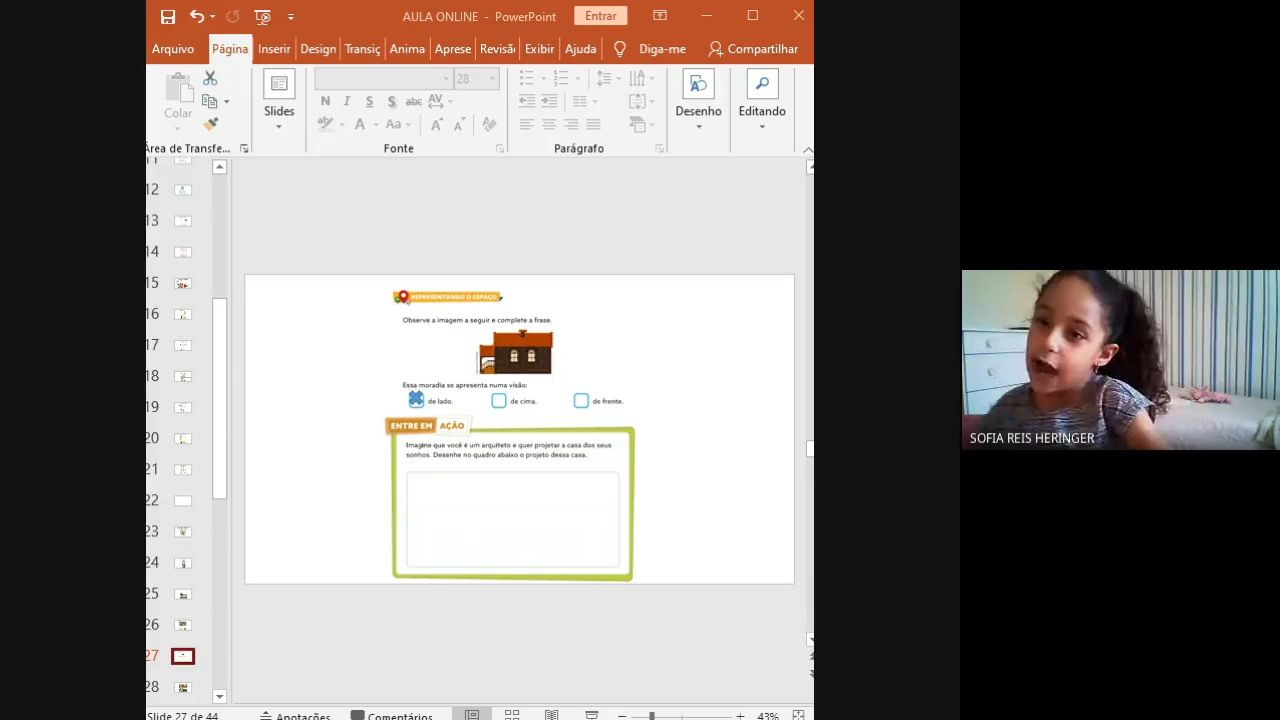 AULA ONLINE - PowerPoint
Entrar
Arquivo
Página
Inserir
Design
Transiç
Anima
Aprese
Revisã
Exibir
Ajuda
Diga-me
Compartilhar
Colar
Slides
28
N I S S abc AV
A Aa A A
Desenho
Editando
Área de Transfe...
Fonte
Parágrafo
12
13
14
15
16
17
18
19
20
21
22
23
24
25
26
27
28
REPRESENTANDO O ESPAÇO
Observe a imagem a seguir e complete a frase.
Essa moradia se apresenta numa visão:
de lado.
de cima.
de frente.
ENTRE EM AÇÃO
Imagine que você é um arquiteto e quer projetar a casa dos seus
sonhos. Desenhe no quadro abaixo o projeto dessa casa.
SOFIA REIS HERINGER
Slide 27 de 44
Anotações
Comentários
43%